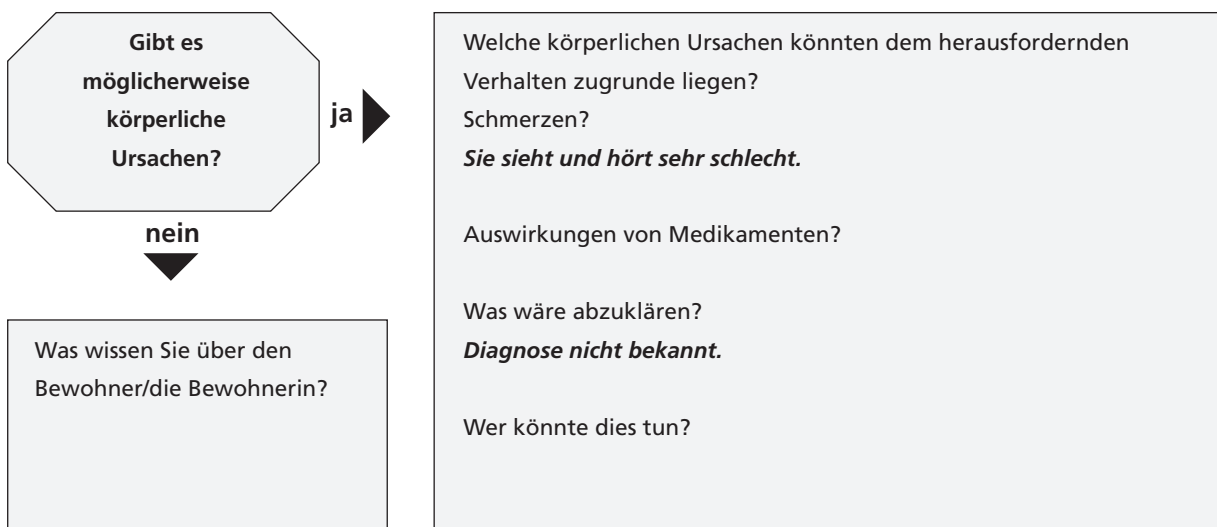 Gibt es
möglicherweise
körperliche
Ursachen?
ja
nein
Was wissen Sie über den
Bewohner/die Bewohnerin?
Welche körperlichen Ursachen könnten dem herausfordernden
Verhalten zugrunde liegen?
Schmerzen?
Sie sieht und hört sehr schlecht.
Auswirkungen von Medikamenten?
Was wäre abzuklären?
Diagnose nicht bekannt.
Wer könnte dies tun?